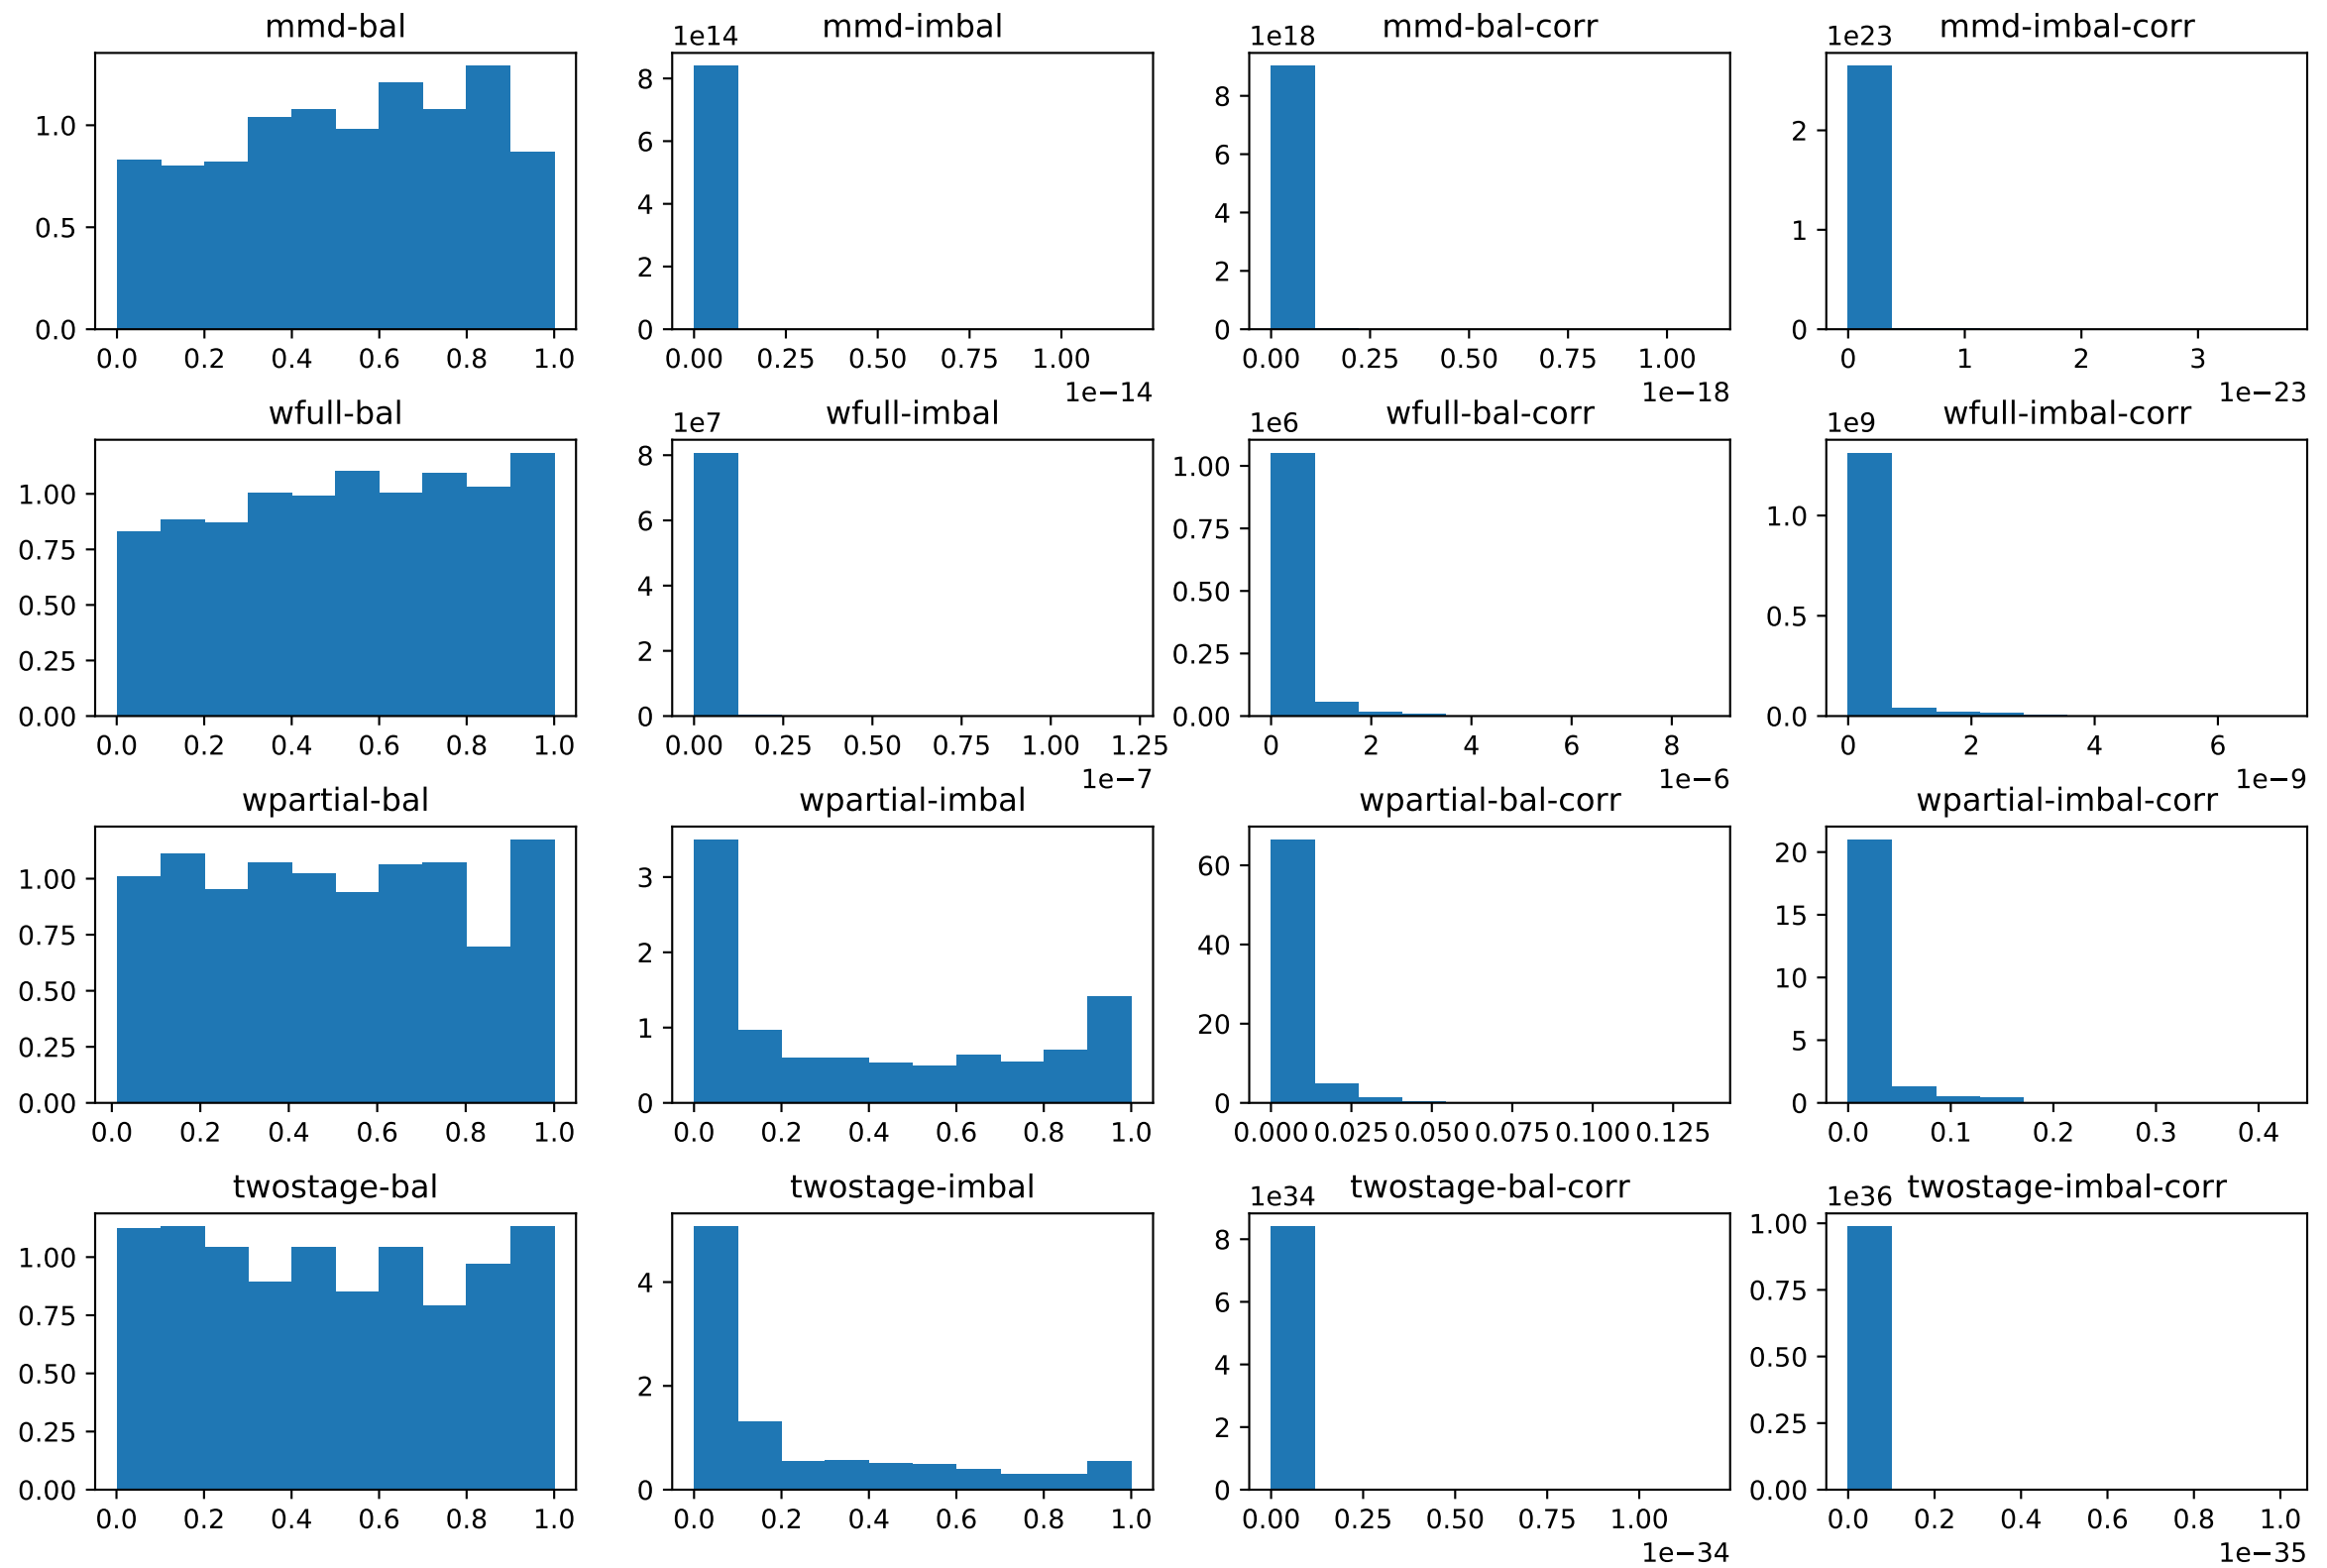 mmd-bal
1.0
0.5
0.0
0.0 0.2 0.4 0.6 0.8 1.0
mmd-imbal
1e14
8
6
4
2
0
0.00 0.25 0.50 0.75 1.00
1e−14
mmd-bal-corr
1e18
8
6
4
2
0
0.00 0.25 0.50 0.75 1.00
1e−18
mmd-imbal-corr
1e23
2
1
0
0 1 2 3
1e−23
wfull-bal
1.00
0.75
0.50
0.25
0.00
0.0 0.2 0.4 0.6 0.8 1.0
wfull-imbal
1e7
8
6
4
2
0
0.00 0.25 0.50 0.75 1.00 1.25
1e−7
wfull-bal-corr
1e6
1.00
0.75
0.50
0.25
0.00
0 2 4 6 8
1e−6
wfull-imbal-corr
1e9
1.0
0.5
0.0
0 2 4 6
1e−9
wpartial-bal
1.00
0.75
0.50
0.25
0.00
0.0 0.2 0.4 0.6 0.8 1.0
wpartial-imbal
3
2
1
0
0.0 0.2 0.4 0.6 0.8 1.0
wpartial-bal-corr
60
40
20
0
0.000 0.025 0.050 0.075 0.100 0.125
wpartial-imbal-corr
20
15
10
5
0
0.0 0.1 0.2 0.3 0.4
twostage-bal
1.00
0.75
0.50
0.25
0.00
0.0 0.2 0.4 0.6 0.8 1.0
twostage-imbal
4
2
0
0.0 0.2 0.4 0.6 0.8 1.0
twostage-bal-corr
1e34
8
6
4
2
0
0.00 0.25 0.50 0.75 1.00
1e−34
twostage-imbal-corr
1e36
1.00
0.75
0.50
0.25
0.00
0.0 0.2 0.4 0.6 0.8 1.0
1e−35